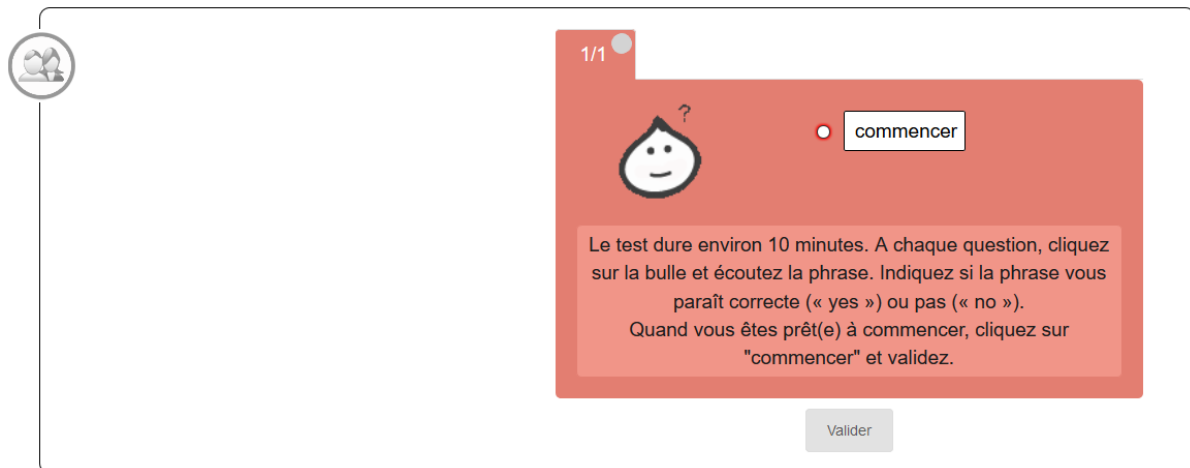 1/1
?
commencer
Le test dure environ 10 minutes. A chaque question, cliquez
sur la bulle et écoutez la phrase. Indiquez si la phrase vous
paraît correcte (« yes ») ou pas (« no »).
Quand vous êtes prêt(e) à commencer, cliquez sur
"commencer" et validez.
Valider